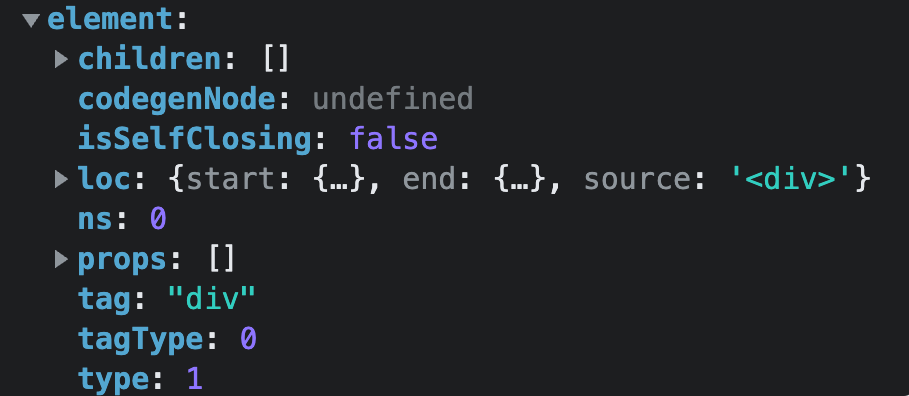 element:
children: []
codegenNode: undefined
isSelfClosing: false
loc: {start: {…}, end: {…}, source: '<div>'}
ns: 0
props: []
tag: "div"
tagType: 0
type: 1